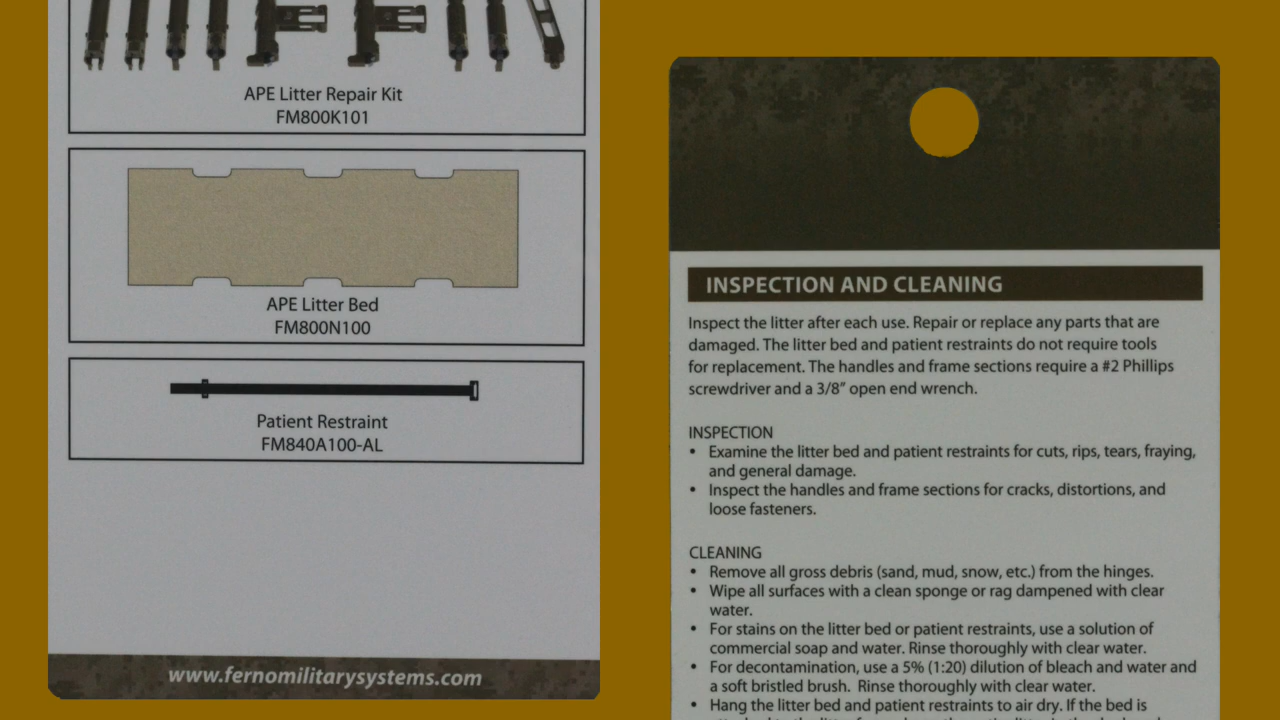 APE Litter Repair Kit
FM800K101
APE Litter Bed
FM800N100
Patient Restraint
FM840A100-AL
www.fernomilitarysystems.com
INSPECTION AND CLEANING
Inspect the litter after each use. Repair or replace any parts that are
damaged. The litter bed and patient restraints do not require tools
for replacement. The handles and frame sections require a #2 Phillips
screwdriver and a 3/8” open end wrench.
INSPECTION
• Examine the litter bed and patient restraints for cuts, rips, tears, fraying,
and general damage.
• Inspect the handles and frame sections for cracks, distortions, and
loose fasteners.
CLEANING
• Remove all gross debris (sand, mud, snow, etc.) from the hinges.
• Wipe all surfaces with a clean sponge or rag dampened with clear
water.
• For stains on the litter bed or patient restraints, use a solution of
commercial soap and water. Rinse thoroughly with clear water.
• For decontamination, use a 5% (1:20) dilution of bleach and water and
a soft bristled brush. Rinse thoroughly with clear water.
• Hang the litter bed and patient restraints to air dry. If the bed is